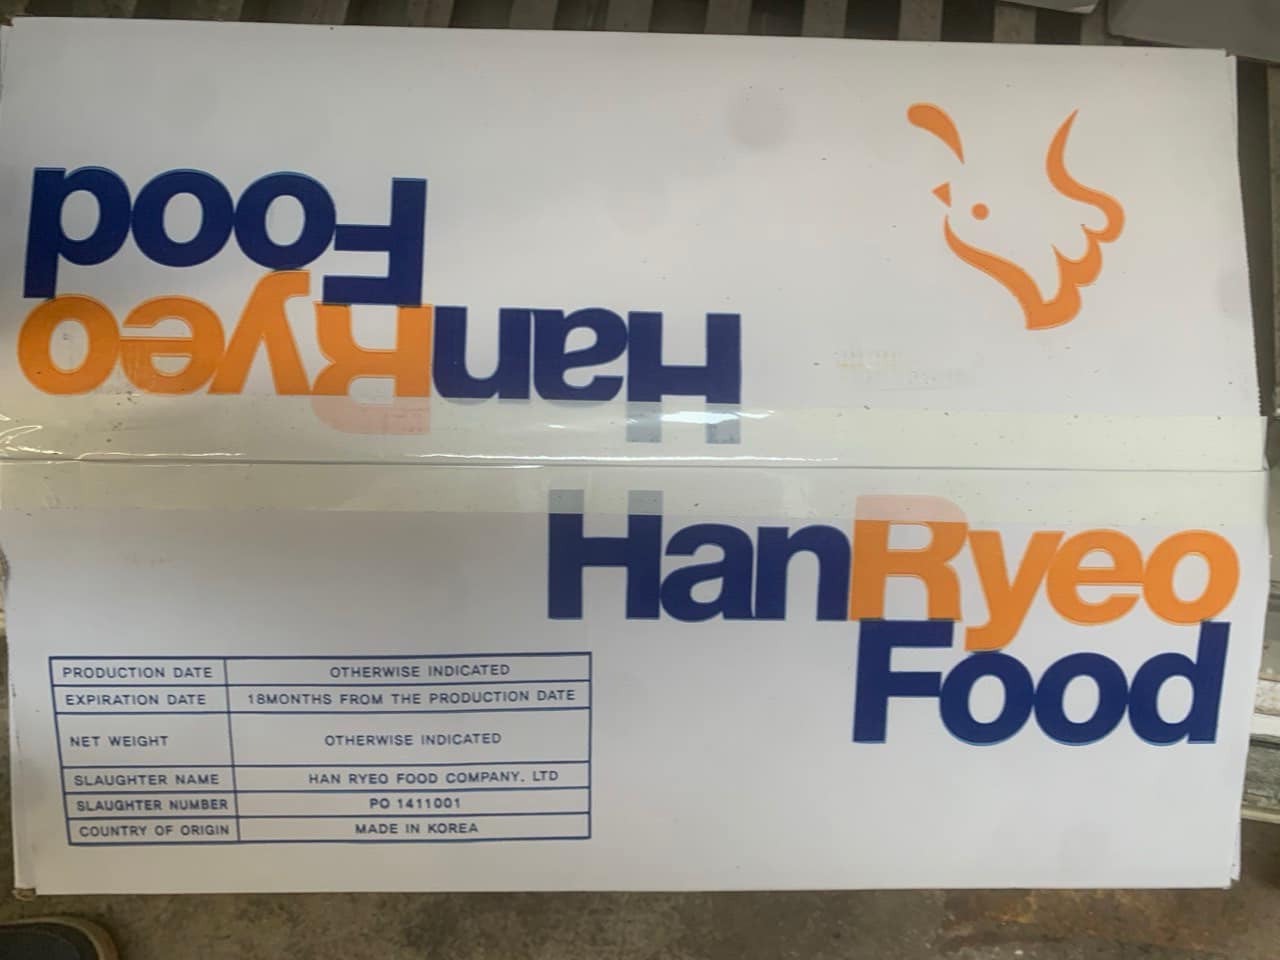 HanRyeo
Food
HanRyeo
Food
PRODUCTION DATE OTHERWISE INDICATED
EXPIRATION DATE 18MONTHS FROM THE PRODUCTION DATE
NET WEIGHT OTHERWISE INDICATED
SLAUGHTER NAME HAN RYEO FOOD COMPANY. LTD
SLAUGHTER NUMBER PO 1411001
COUNTRY OF ORIGIN MADE IN KOREA